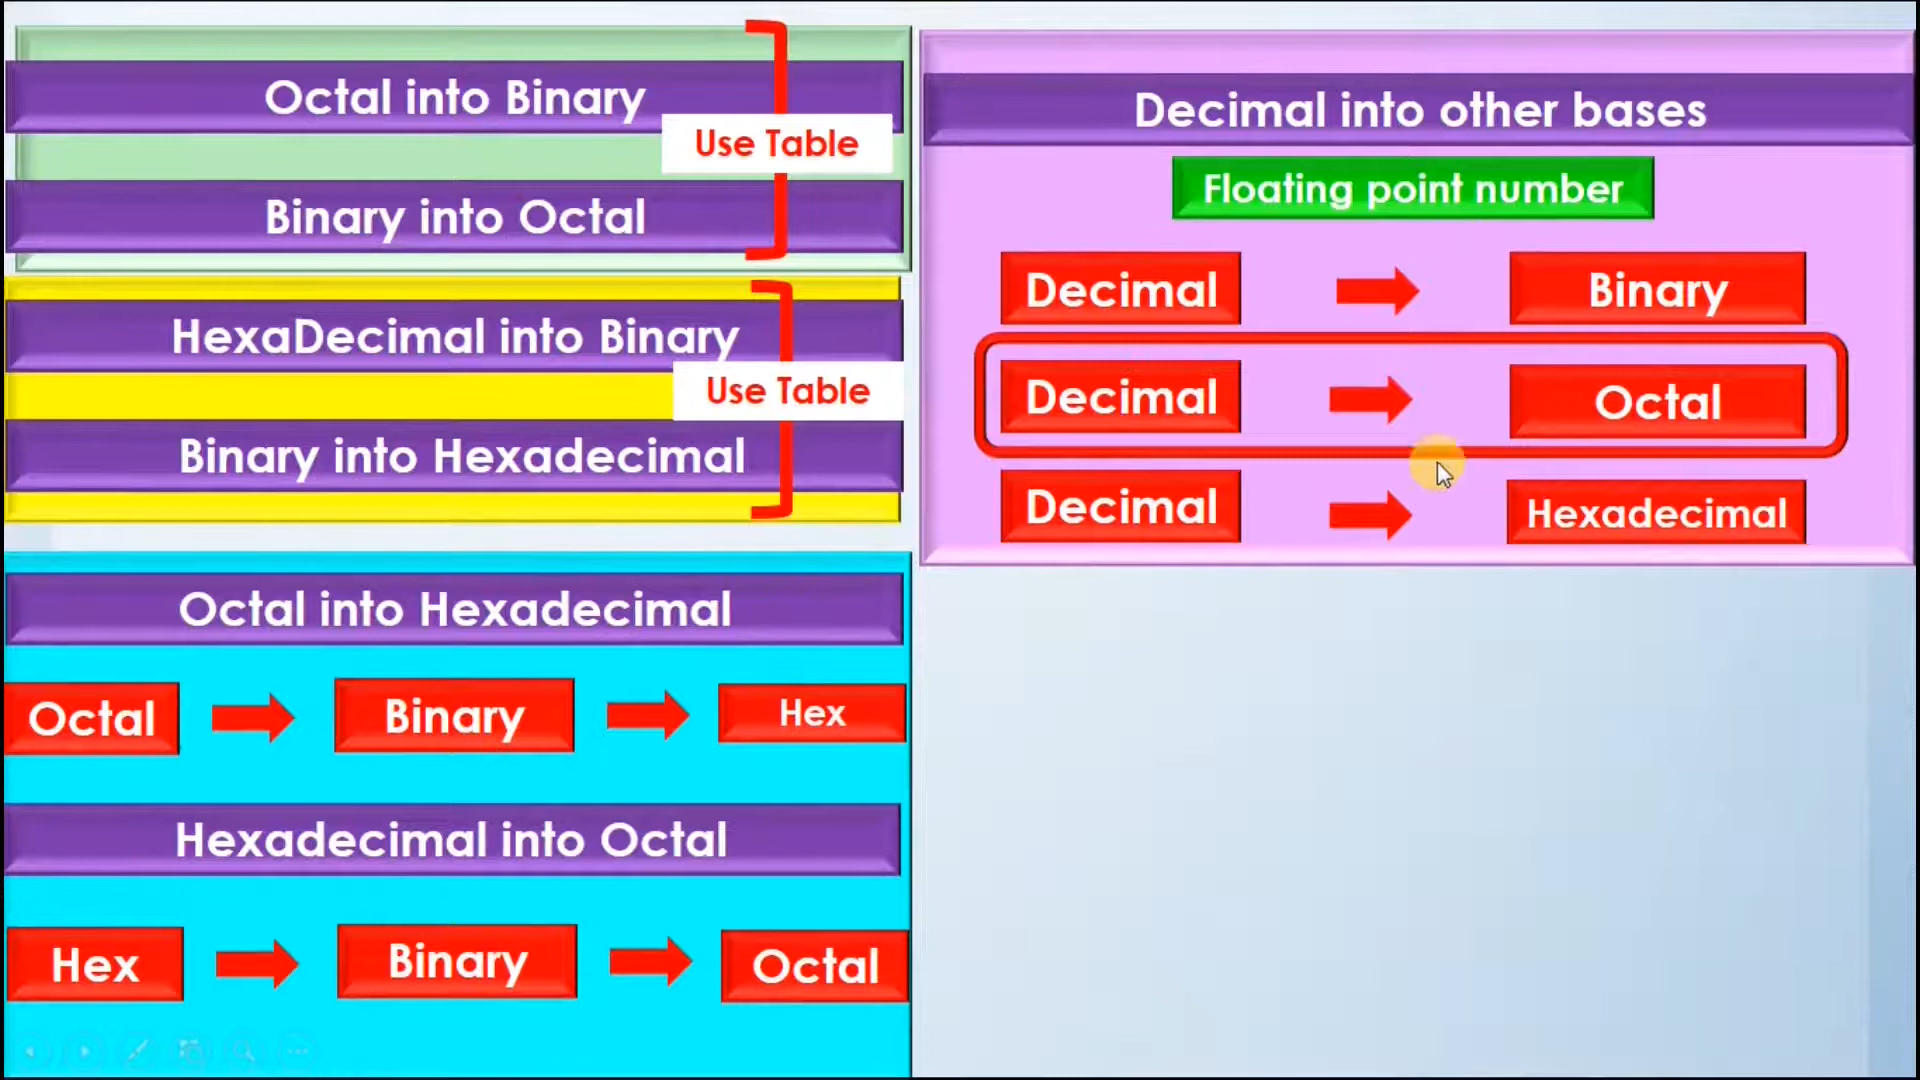 Octal into Binary
Use Table
Binary into Octal
HexaDecimal into Binary
Use Table
Binary into Hexadecimal
Octal into Hexadecimal
Octal Binary Hex
Hexadecimal into Octal
Hex Binary Octal
Decimal into other bases
Floating point number
Decimal Binary
Decimal Octal
Decimal Hexadecimal